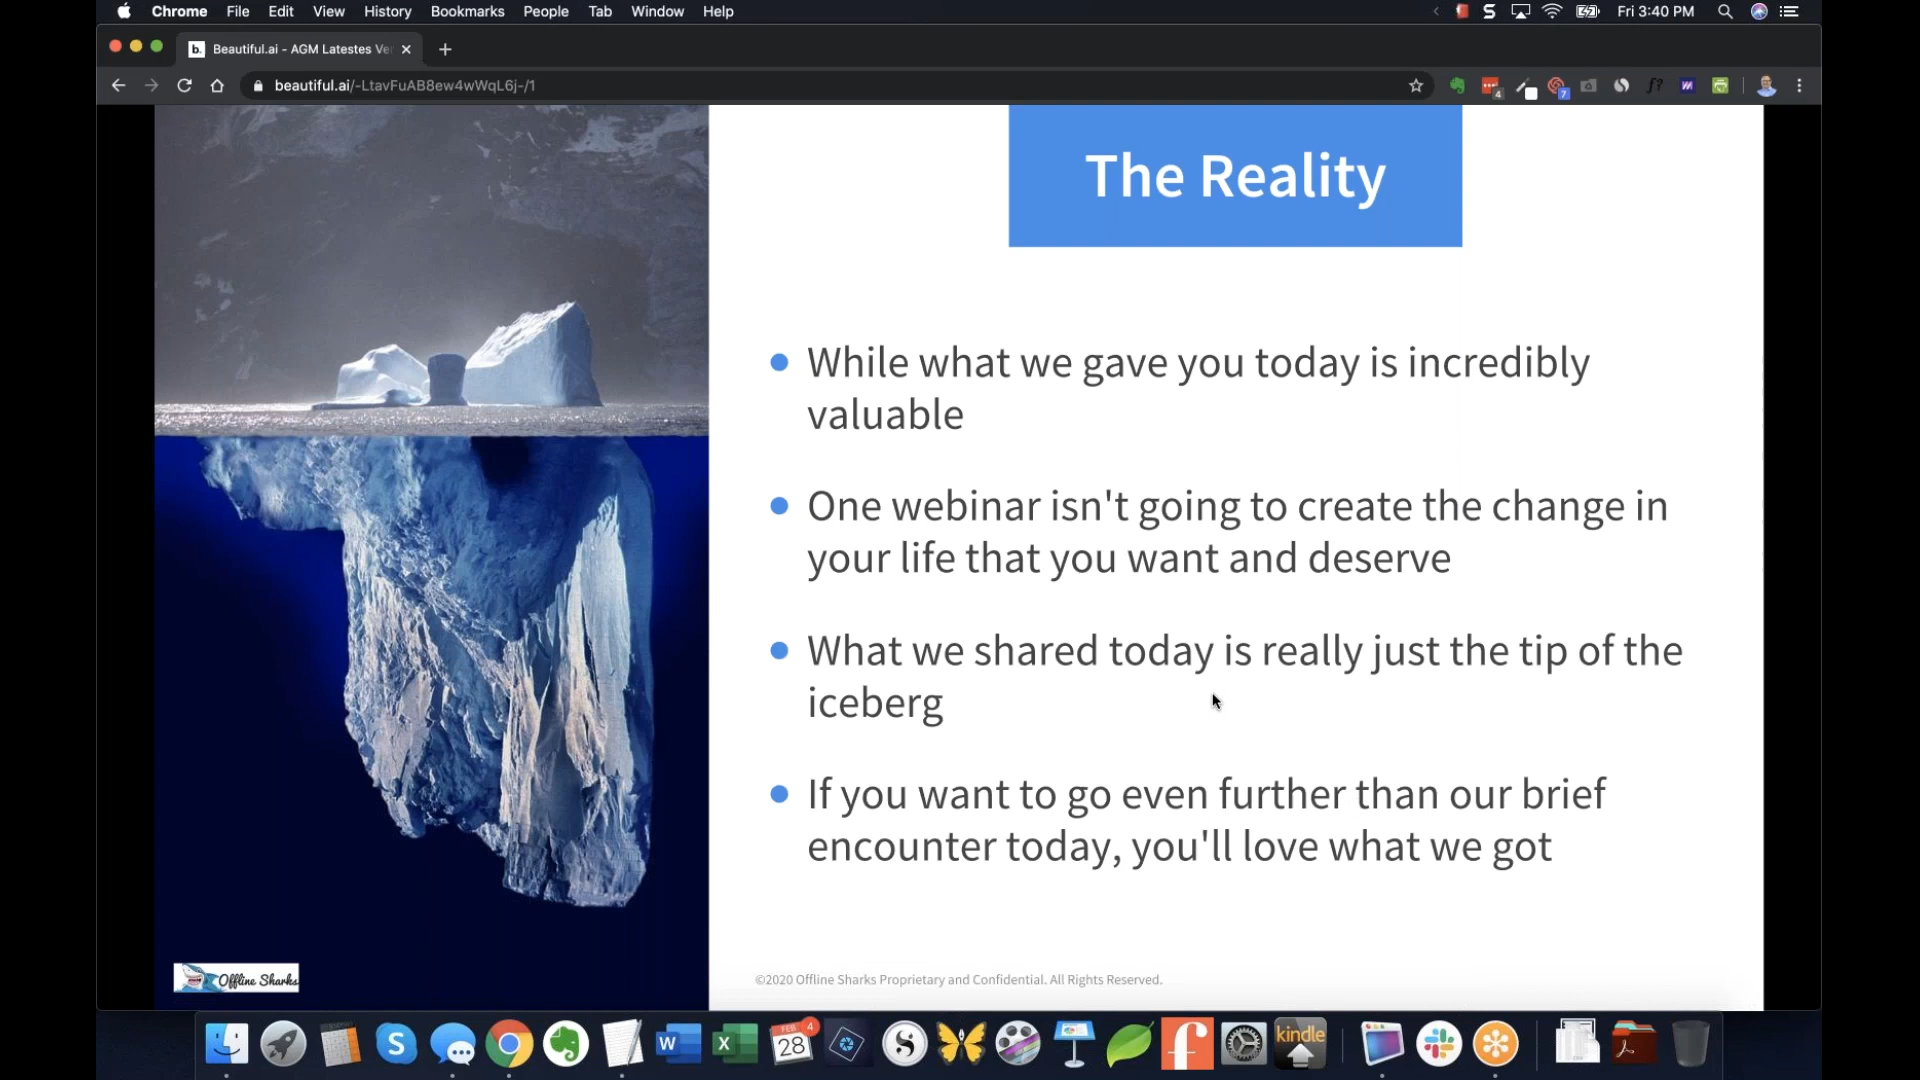 Chrome File Edit View History Bookmarks People Tab Window Help
Fri 3:40 PM
b. Beautiful.ai - AGM Latestes Ve
beautiful.ai/-LtavFuAB8ew4wWqL6j-/1
4
7
The Reality
While what we gave you today is incredibly
valuable
One webinar isn't going to create the change in
your life that you want and deserve
What we shared today is really just the tip of the
iceberg
If you want to go even further than our brief
encounter today, you'll love what we got
Offline Sharks
©2020 Offline Sharks Proprietary and Confidential. All Rights Reserved.
FEB
28
4
kindle